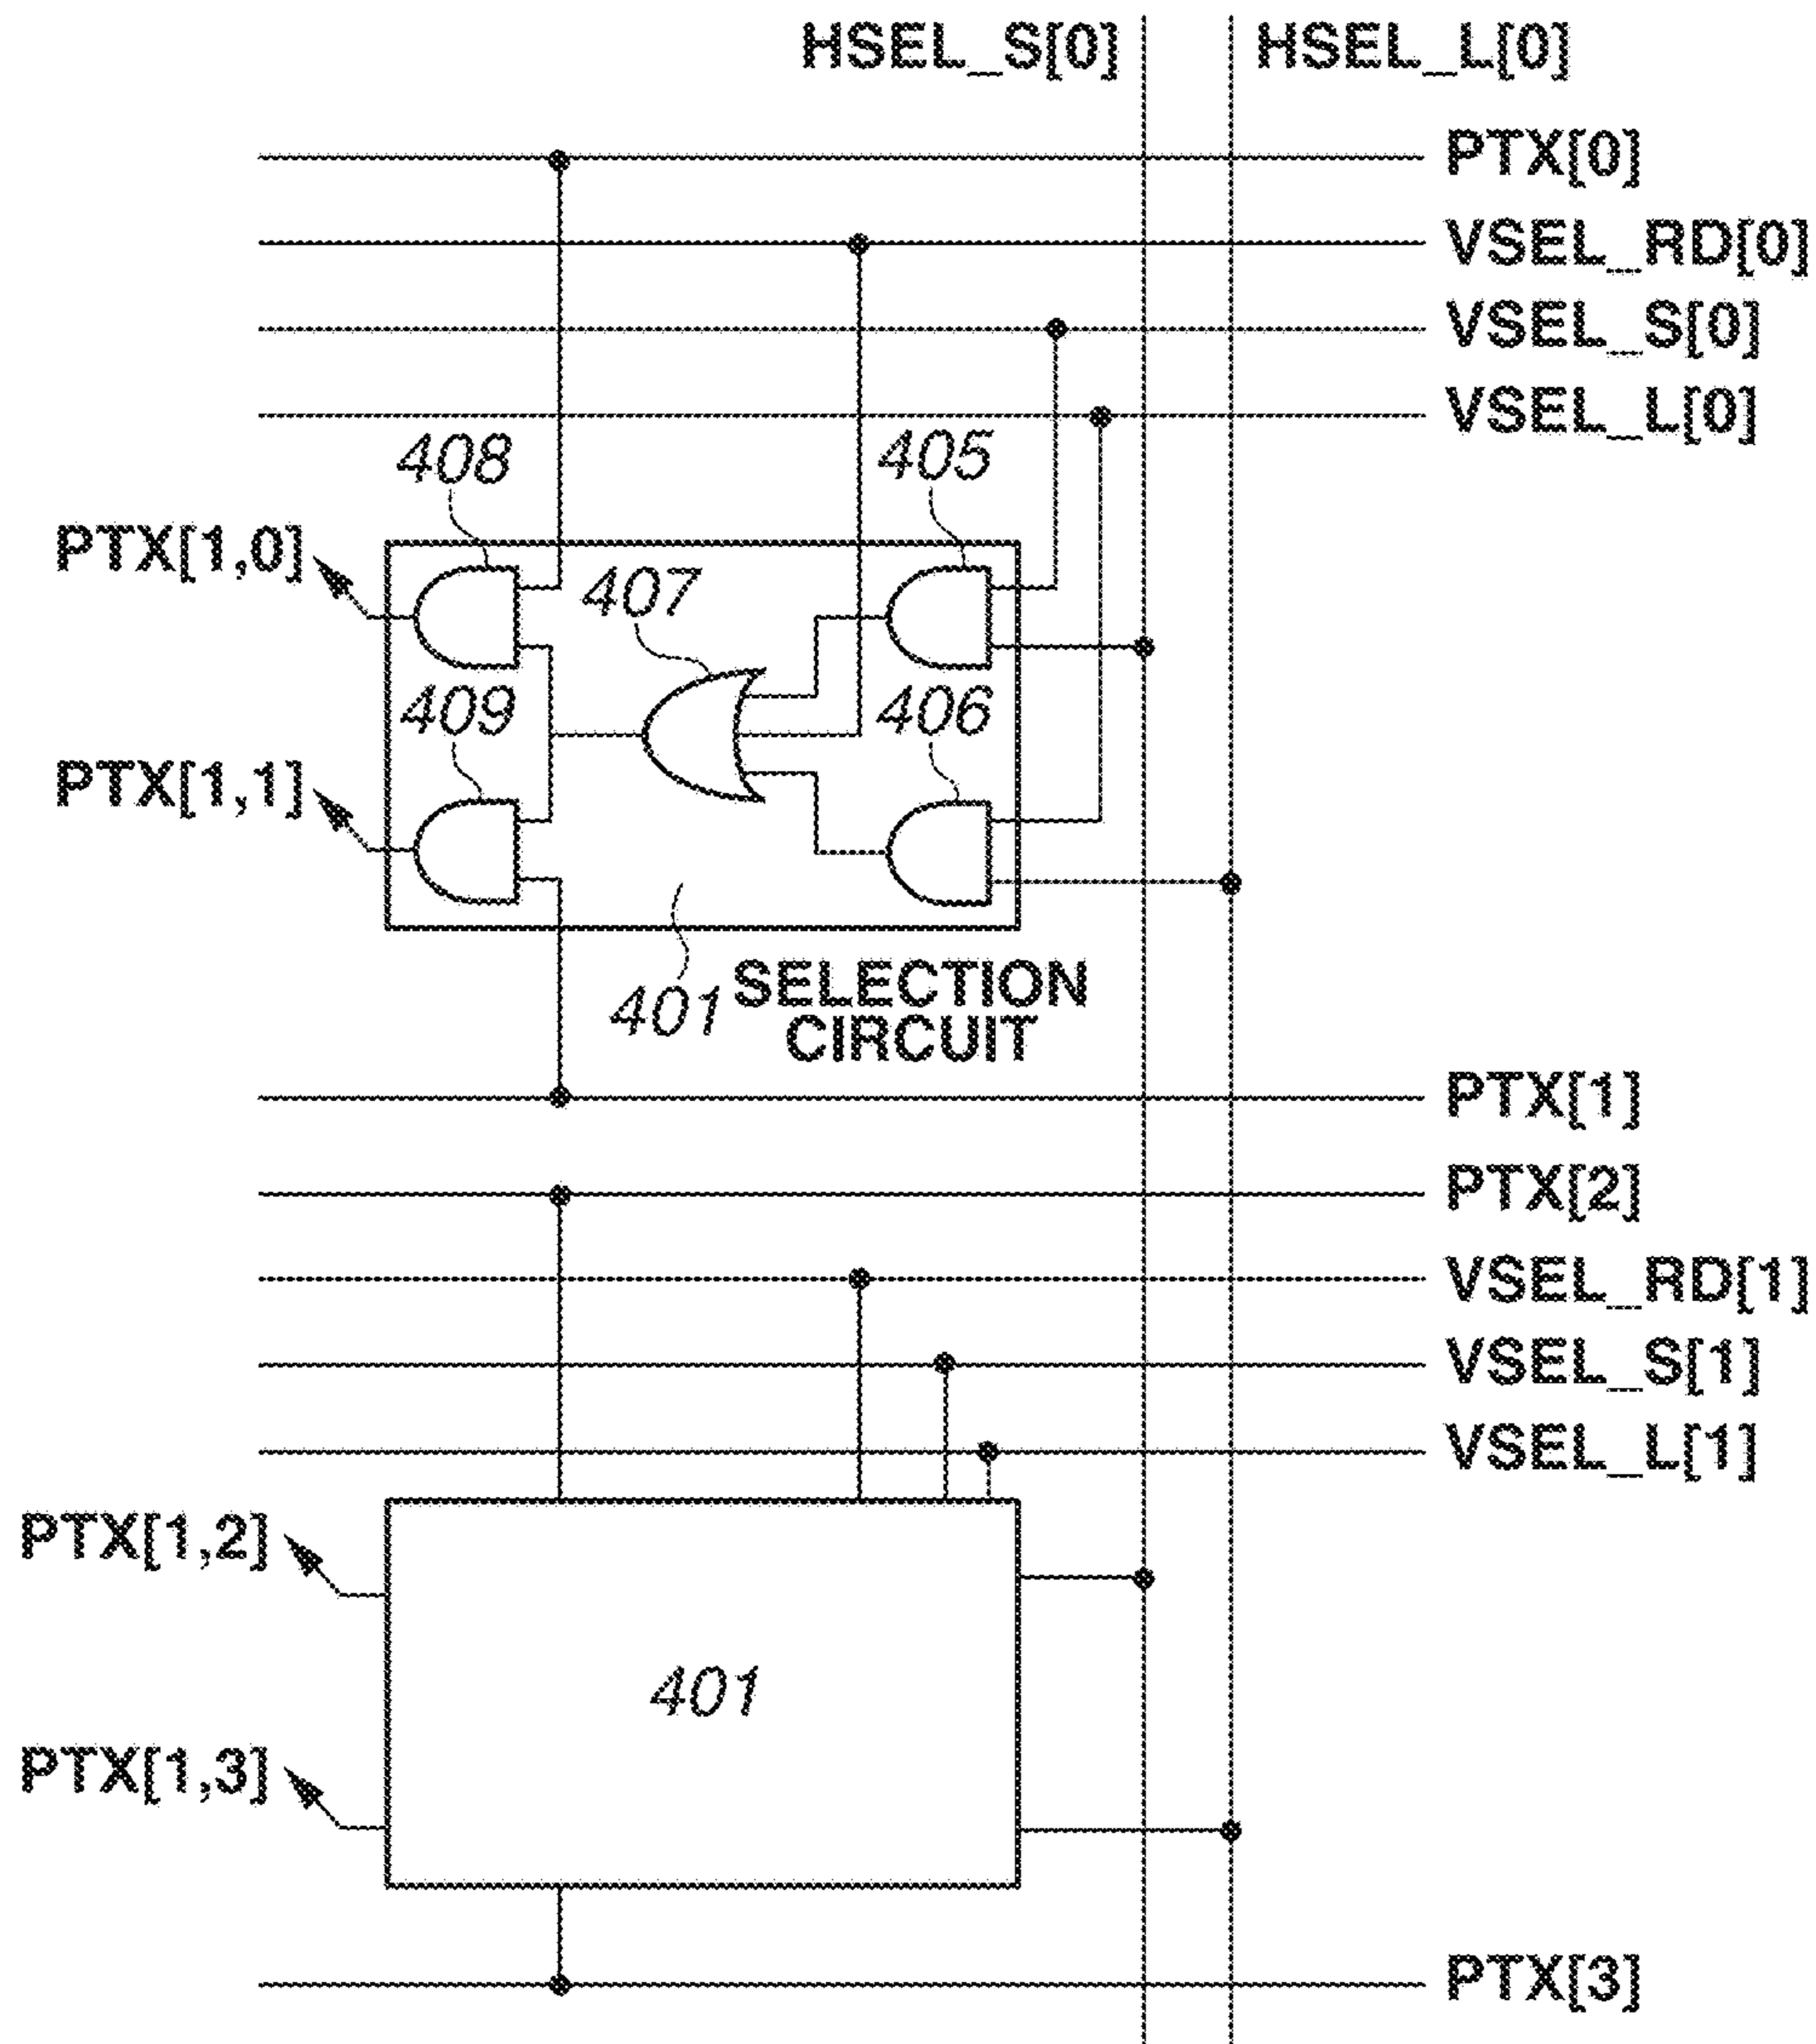 HSEL_S[0] HSEL_L[0]
PTX[0]
VSEL_RD[0]
VSEL_S[0]
VSEL_L[0]
408
405
PTX[1,0]
407
409
406
PTX[1,1]
401
SELECTION
CIRCUIT
PTX[1]
PTX[2]
VSEL_RD[1]
VSEL_S[1]
VSEL_L[1]
PTX[1,2]
401
PTX[1,3]
PTX[3]